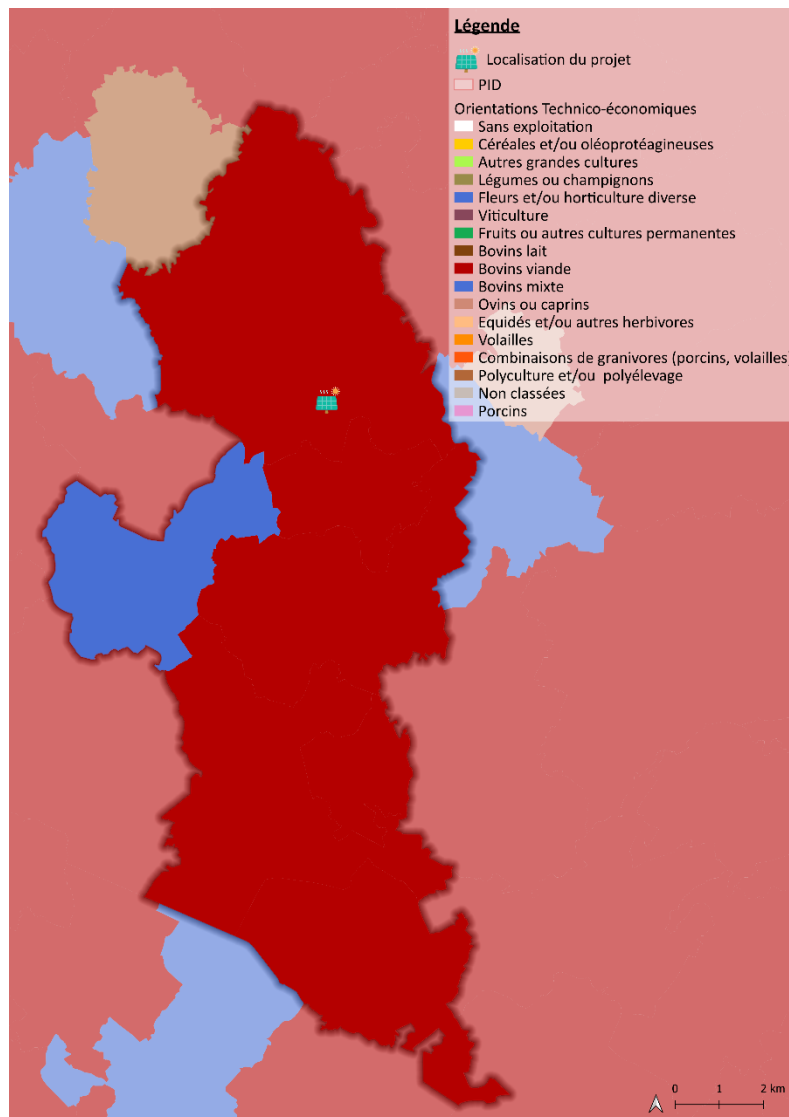 Légende
Localisation du projet
PID
Orientations Technico-économiques
Sans exploitation
Céréales et/ou oléoprotéagineuses
Autres grandes cultures
Légumes ou champignons
Fleurs et/ou horticulture diverse
Viticulture
Fruits ou autres cultures permanentes
Bovins lait
Bovins viande
Bovins mixte
Ovins ou caprins
Equidés et/ou autres herbivores
Volailles
Combinaisons de granivores (porcins, volailles)
Polyculture et/ou polyélevage
Non classées
Porcins
0 1 2 km